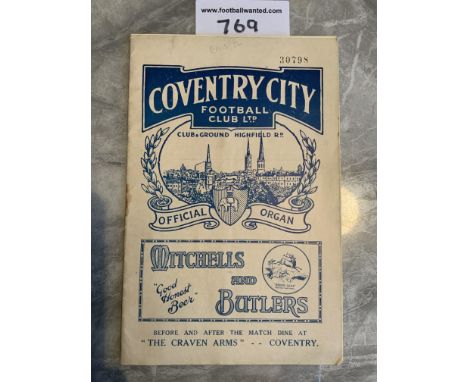 www.footballwanted.com
769
30798
COVENTRY CITY
FOOTBALL
CLUB LTD
CLUB & GROUND HIGHFIELD RD
OFFICIAL ORGAN
MITCHELLS
AND
BUTLERS
"Good
Honest
Beer"
BEFORE AND AFTER THE MATCH DINE AT
"THE CRAVEN ARMS" -- COVENTRY.